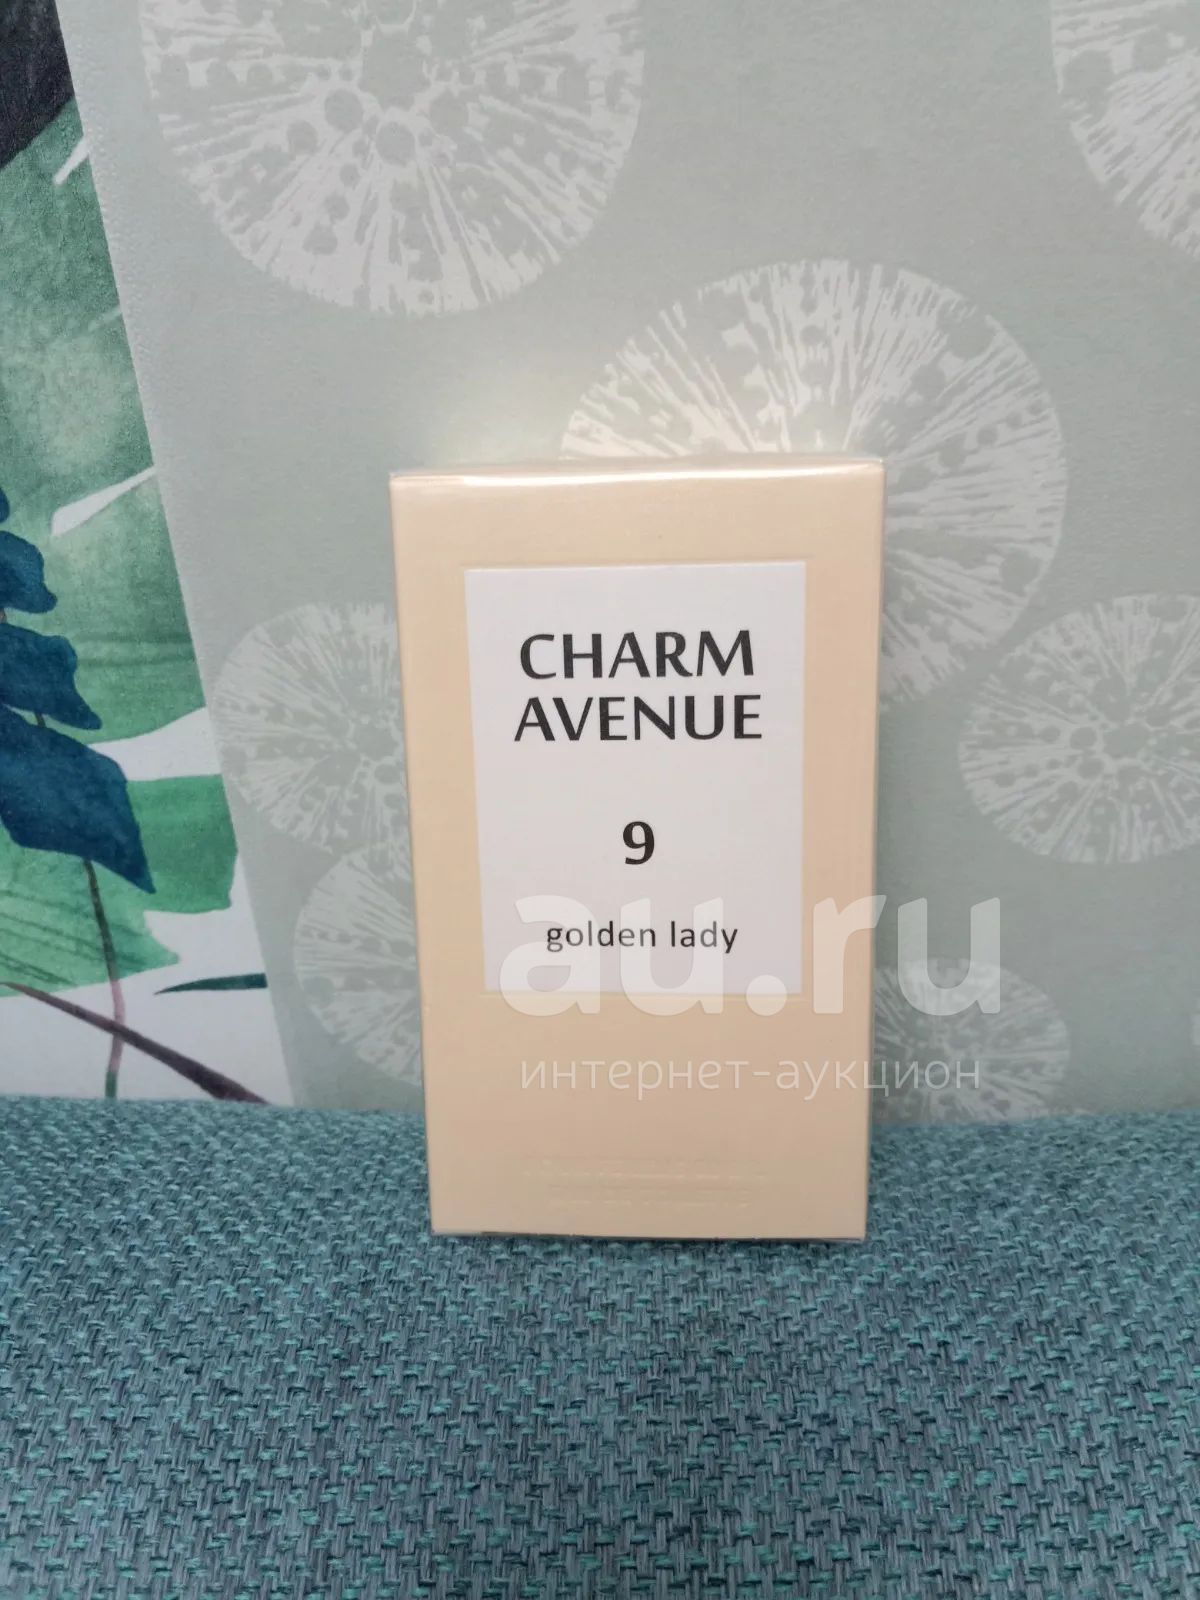 CHARM
AVENUE
9
golden lady
au.ru
интернет-аукцион